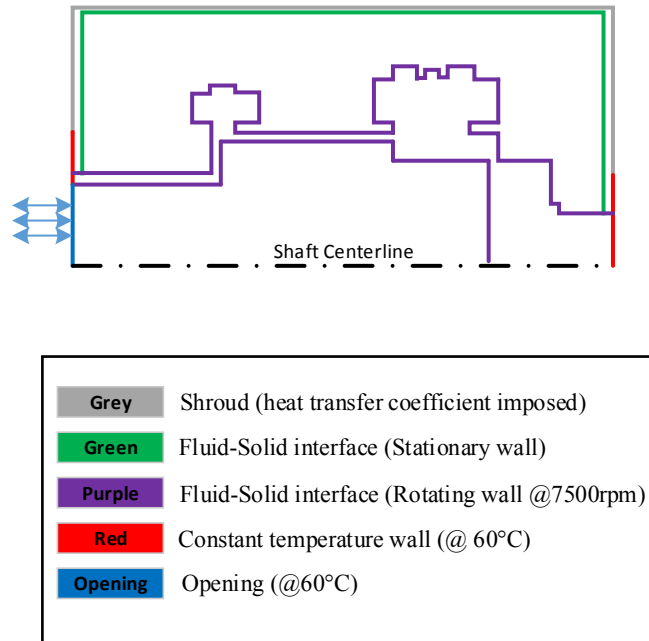 Shaft Centerline
Grey Shroud (heat transfer coefficient imposed)
Green Fluid-Solid interface (Stationary wall)
Purple Fluid-Solid interface (Rotating wall @7500rpm)
Red Constant temperature wall (@ 60°C)
Opening Opening (@60°C)